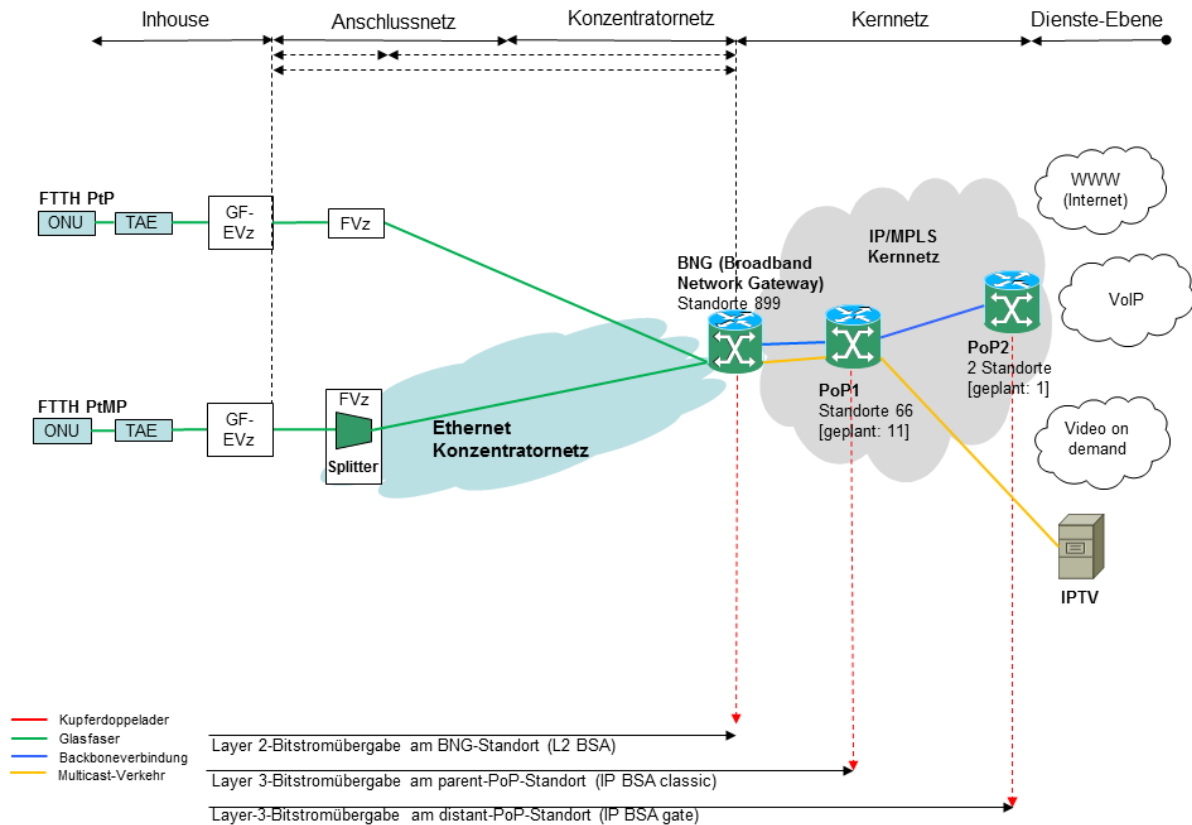 Inhouse
Anschlussnetz
Konzentratornetz
Kernnetz
Dienste-Ebene
FTTH PtP
ONU
TAE
GF-
EVz
FVz
WWW
(Internet)
IP/MPLS
Kernnetz
BNG (Broadband
Network Gateway)
Standorte 899
VoIP
PoP2
2 Standorte
[geplant: 1]
PoP1
Standorte 66
[geplant: 11]
FTTH PtMP
ONU
TAE
GF-
EVz
FVz
Splitter
Ethernet
Konzentratornetz
Video on
demand
IPTV
Kupferdoppelader
Glasfaser
Backboneverbindung
Multicast-Verkehr
Layer 2-Bitstromübergabe am BNG-Standort (L2 BSA)
Layer 3-Bitstromübergabe am parent-PoP-Standort (IP BSA classic)
Layer-3-Bitstromübergabe am distant-PoP-Standort (IP BSA gate)